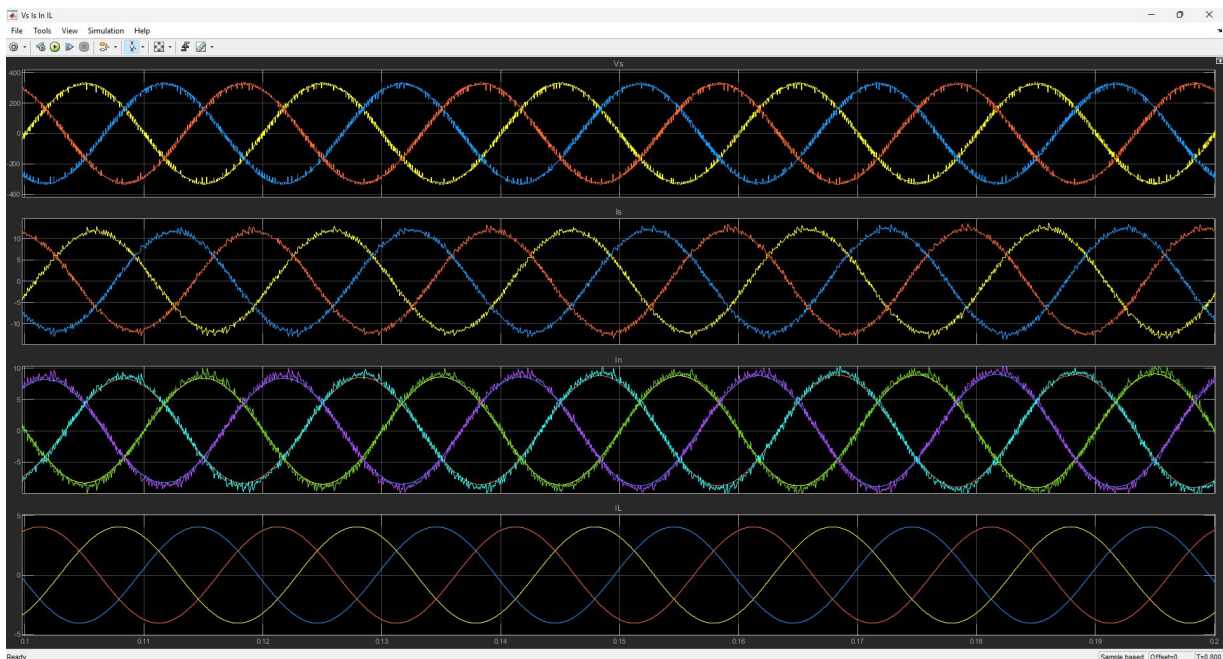 Vs Is In IL
File Tools View Simulation Help
Vs
400
200
0
-200
-400
Is
10
5
0
-5
-10
In
10
5
0
-5
IL
5
0
-5
0.1 0.11 0.12 0.13 0.14 0.15 0.16 0.17 0.18 0.19 0.2
Ready Sample based Offset=0 T=0.800